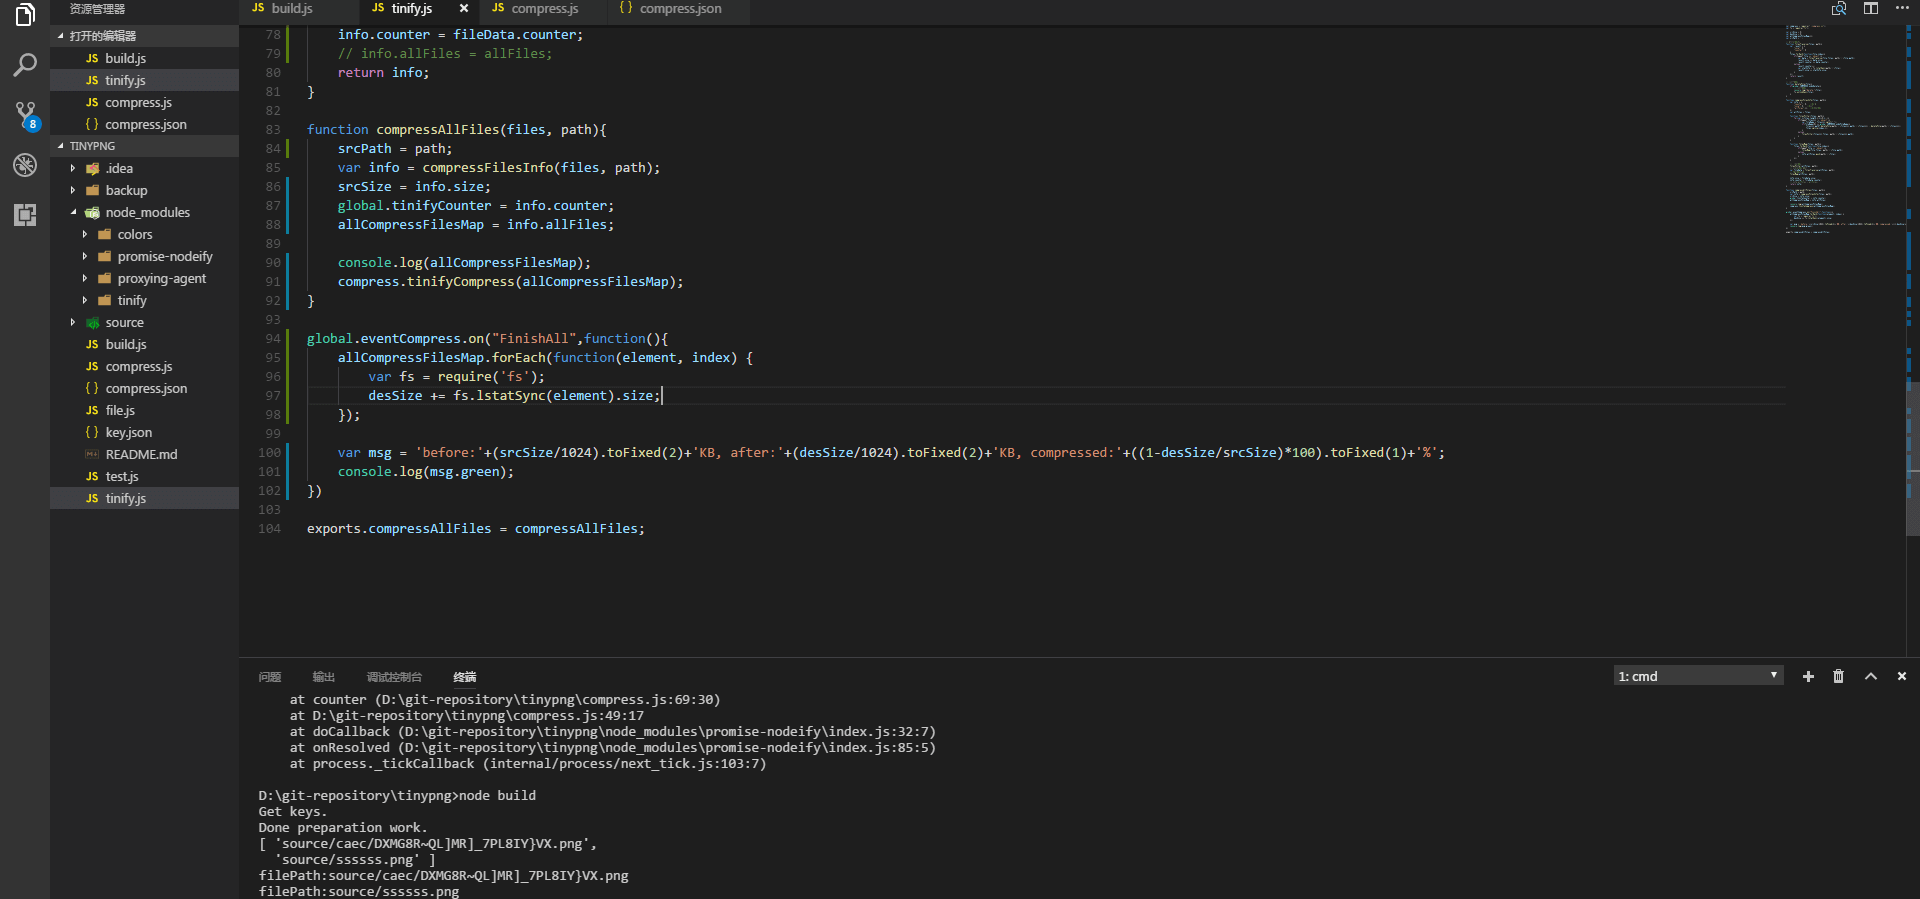 资源管理器
打开的编辑器
JS build.js
JS tinify.js
JS compress.js
{ } compress.json
8
TINYPNG
.idea
backup
node_modules
colors
promise-nodeify
proxying-agent
tinify
source
JS build.js
JS compress.js
{ } compress.json
JS file.js
{ } key.json
README.md
JS test.js
JS tinify.js
JS build.js JS tinify.js × JS compress.js { } compress.json
78 info.counter = fileData.counter;
79 // info.allFiles = allFiles;
80 return info;
81 }
82
83 function compressAllFiles(files, path){
84 srcPath = path;
85 var info = compressFilesInfo(files, path);
86 srcSize = info.size;
87 global.tinifyCounter = info.counter;
88 allCompressFilesMap = info.allFiles;
89
90 console.log(allCompressFilesMap);
91 compress.tinifyCompress(allCompressFilesMap);
92 }
93
94 global.eventCompress.on("FinishAll",function(){
95 allCompressFilesMap.forEach(function(element, index) {
96 var fs = require('fs');
97 desSize += fs.lstatSync(element).size;
98 });
99
100 var msg = 'before:'+(srcSize/1024).toFixed(2)+'KB, after:'+(desSize/1024).toFixed(2)+'KB, compressed:'+((1-desSize/srcSize)*100).toFixed(1)+'%';
101 console.log(msg.green);
102 })
103
104 exports.compressAllFiles = compressAllFiles;
问题 输出 调试控制台 终端 1: cmd
at counter (D:\git-repository\tinypng\compress.js:69:30)
at D:\git-repository\tinypng\compress.js:49:17
at doCallback (D:\git-repository\tinypng\node_modules\promise-nodeify\index.js:32:7)
at onResolved (D:\git-repository\tinypng\node_modules\promise-nodeify\index.js:85:5)
at process._tickCallback (internal/process/next_tick.js:103:7)
D:\git-repository\tinypng>node build
Get keys.
Done preparation work.
[ 'source/caec/DXMG8R~QL]MR]_7PL8IY}VX.png',
'source/ssssss.png' ]
filePath:source/caec/DXMG8R~QL]MR]_7PL8IY}VX.png
filePath:source/ssssss.png